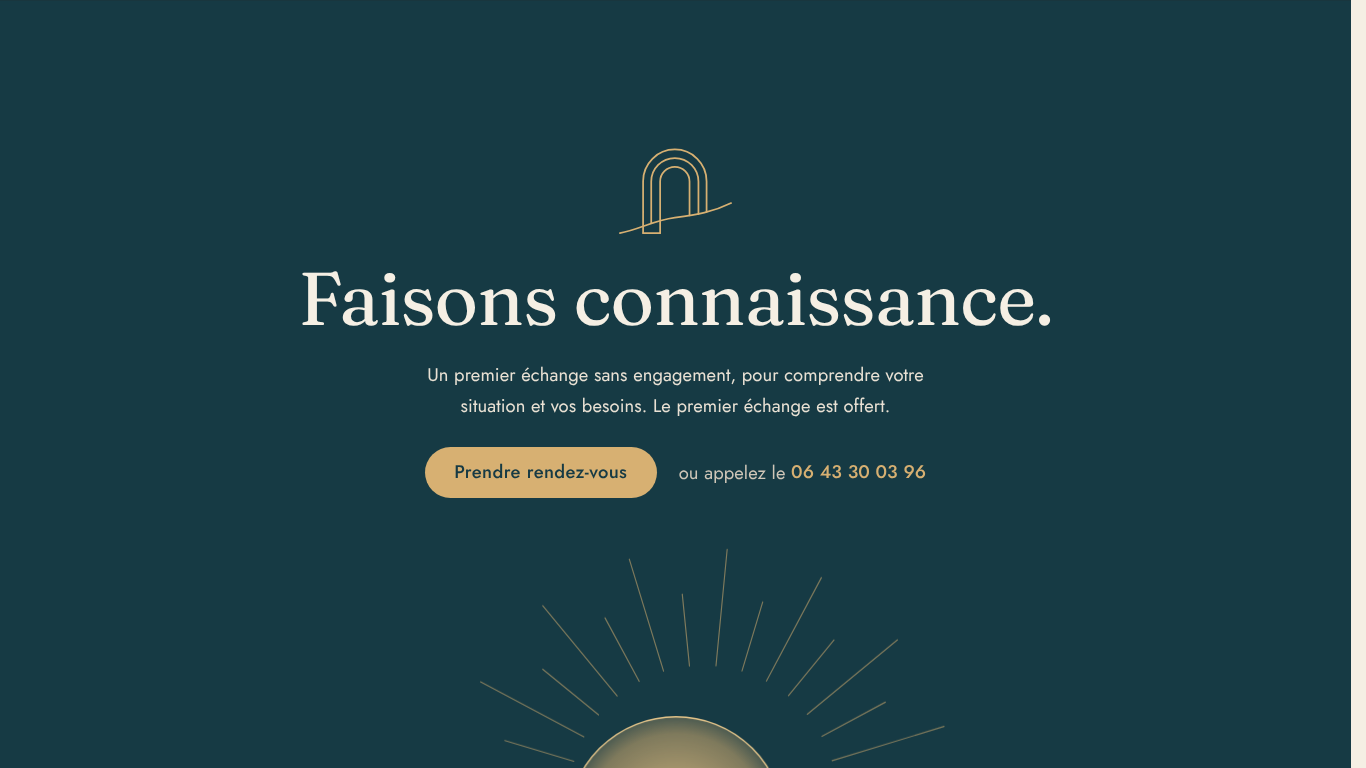 Faisons connaissance.
Un premier échange sans engagement, pour comprendre votre
situation et vos besoins. Le premier échange est offert.
Prendre rendez-vous
ou appelez le 06 43 30 03 96